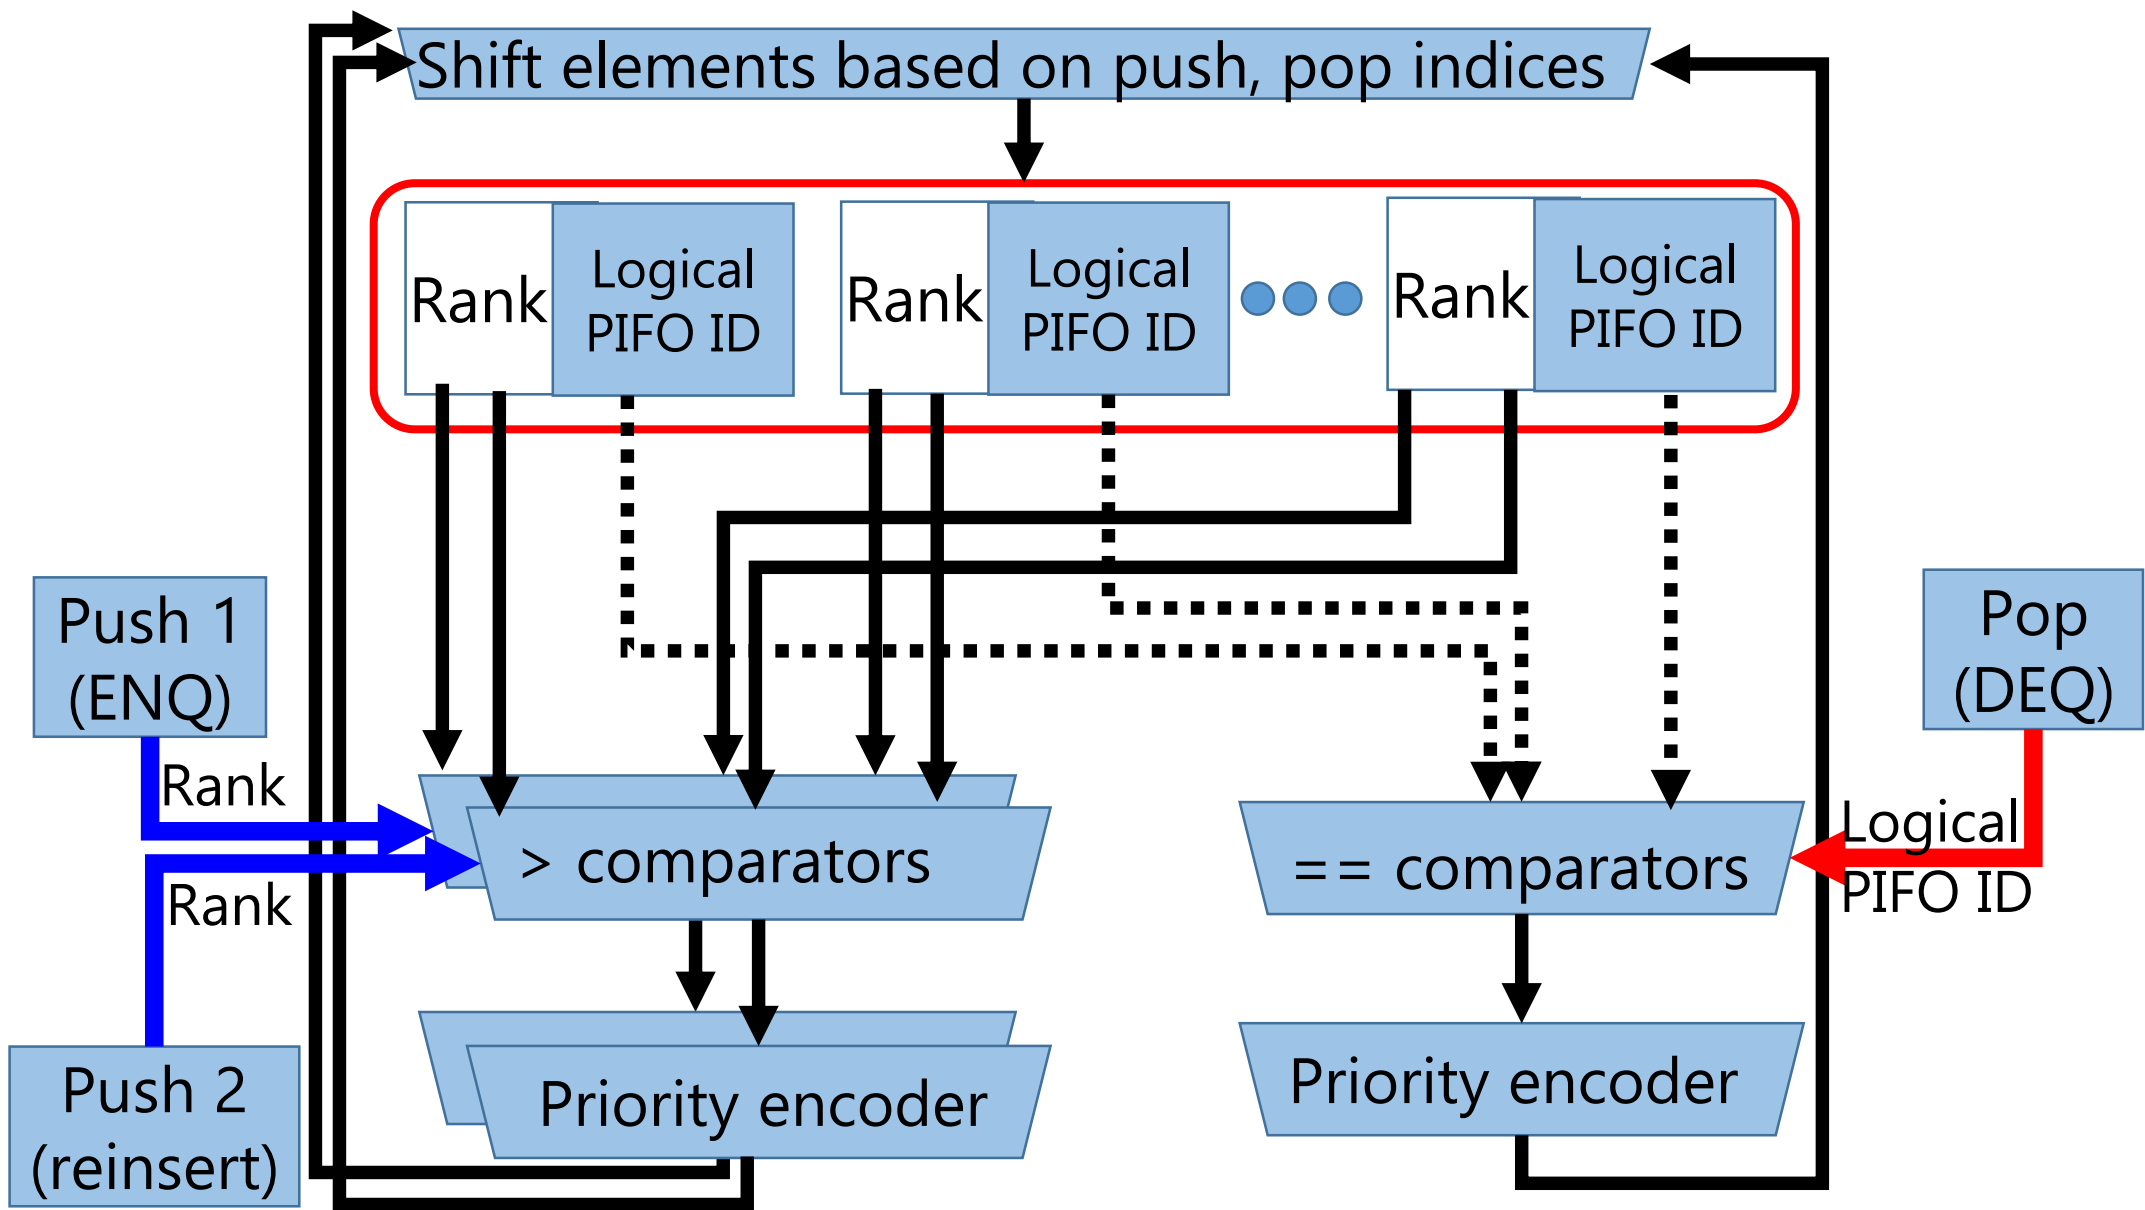 Shift elements based on push, pop indices
Rank
Logical
PIFO ID
Rank
Logical
PIFO ID
Rank
Logical
PIFO ID
Push 1
(ENQ)
Rank
Pop
(DEQ)
Logical
PIFO ID
> comparators
== comparators
Rank
Push 2
(reinsert)
Priority encoder
Priority encoder